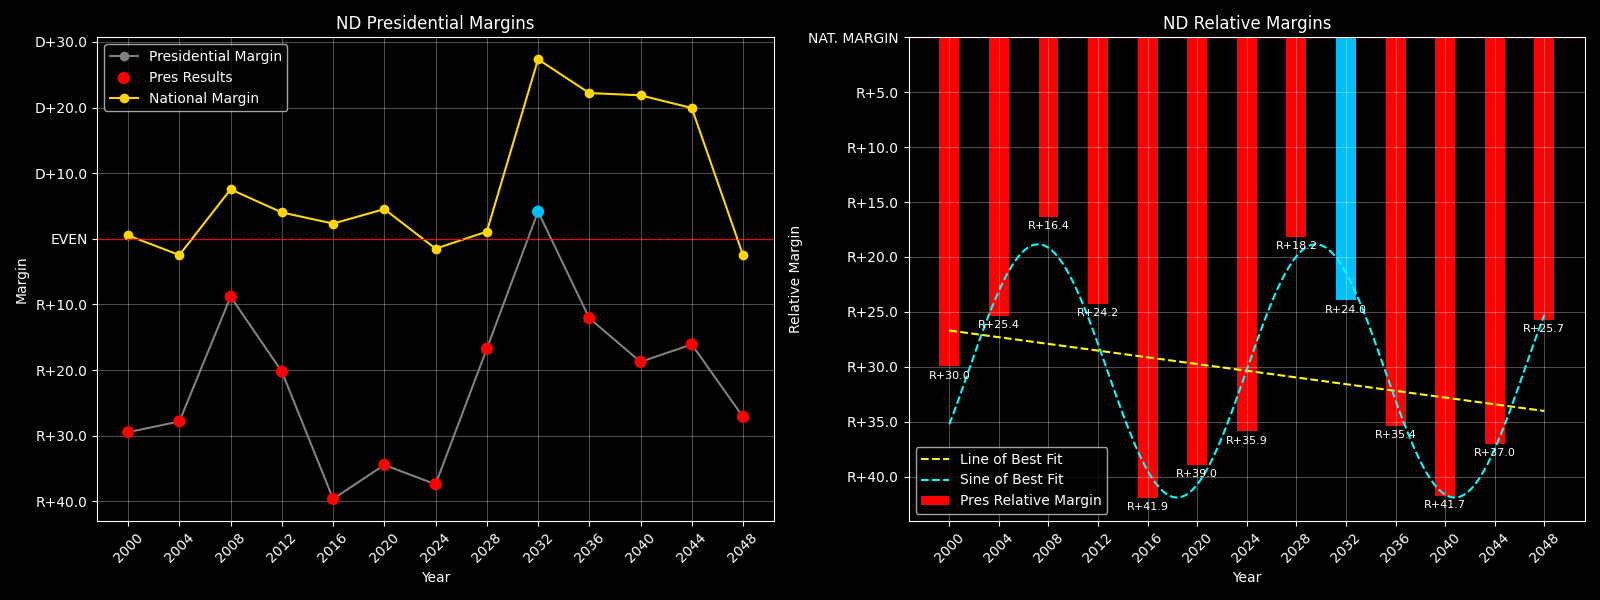 ND Presidential Margins
D+30.0
D+20.0
D+10.0
EVEN
R+10.0
R+20.0
R+30.0
R+40.0
Margin
Presidential Margin
Pres Results
National Margin
2000
2004
2008
2012
2016
2020
2024
2028
2032
2036
2040
2044
2048
Year
ND Relative Margins
NAT. MARGIN
R+5.0
R+10.0
R+15.0
R+20.0
R+25.0
R+30.0
R+35.0
R+40.0
Relative Margin
R+30.0
R+25.4
R+16.4
R+24.2
R+41.9
R+39.0
R+35.9
R+18.2
R+24.0
R+35.4
R+41.7
R+37.0
R+25.7
Line of Best Fit
Sine of Best Fit
Pres Relative Margin
2000
2004
2008
2012
2016
2020
2024
2028
2032
2036
2040
2044
2048
Year